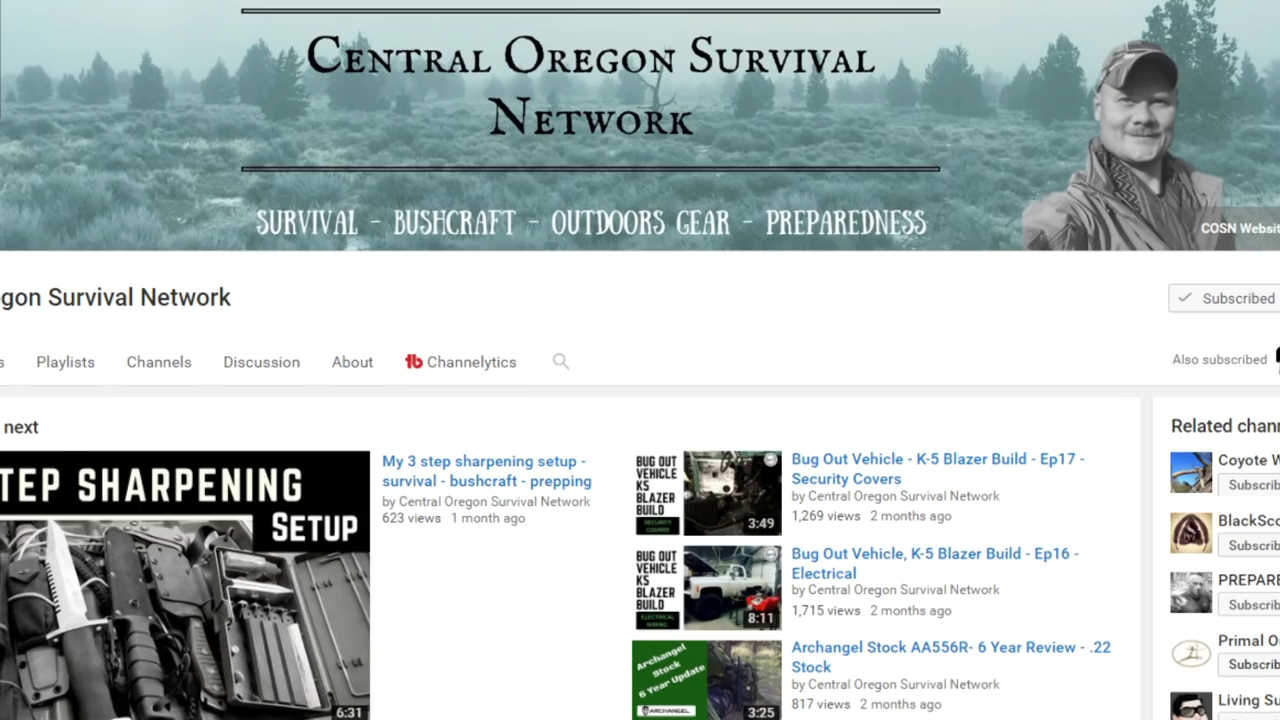 CENTRAL OREGON SURVIVAL
NETWORK
SURVIVAL - BUSHCRAFT - OUTDOORS GEAR - PREPAREDNESS
COSN Websit
gon Survival Network
Subscribed
s Playlists Channels Discussion About Channelytics
Also subscribed
next
TEP SHARPENING
SETUP
6:31
My 3 step sharpening setup -
survival - bushcraft - prepping
by Central Oregon Survival Network
623 views 1 month ago
BUG OUT
VEHICLE
K5
BLAZER
BUILD
SECURITY
COVERS
3:49
Bug Out Vehicle - K-5 Blazer Build - Ep17 -
Security Covers
by Central Oregon Survival Network
1,269 views 2 months ago
BUG OUT
VEHICLE
K5
BLAZER
BUILD
ELECTRICAL
WIRING
8:11
Bug Out Vehicle, K-5 Blazer Build - Ep16 -
Electrical
by Central Oregon Survival Network
1,715 views 2 months ago
Archangel
Stock
6 Year Update
ARCHANGEL
3:25
Archangel Stock AA556R- 6 Year Review - .22
Stock
by Central Oregon Survival Network
817 views 2 months ago
Related chann
Coyote W
Subscrib
BlackSco
Subscrib
PREPARE
Subscrib
Primal O
Subscrib
Living Su
Subscrib